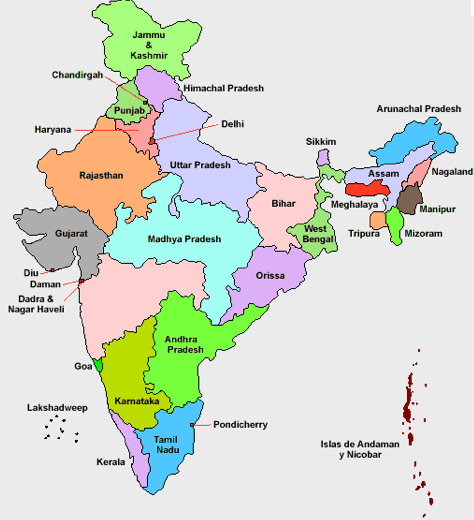 Jammu
&
Kashmir
Chandirgah
Himachal Pradesh
Punjab
Haryana
Delhi
Arunachal Pradesh
Sikkim
Rajasthan
Uttar Pradesh
Assam
Nagaland
Bihar
Meghalaya
Manipur
Gujarat
Madhya Pradesh
West
Bengal
Tripura
Mizoram
Diu
Daman
Dadra &
Nagar Haveli
Orissa
Andhra
Pradesh
Goa
Karnataka
Lakshadweep
Pondicherry
Tamil
Nadu
Kerala
Islas de Andaman
y Nicobar